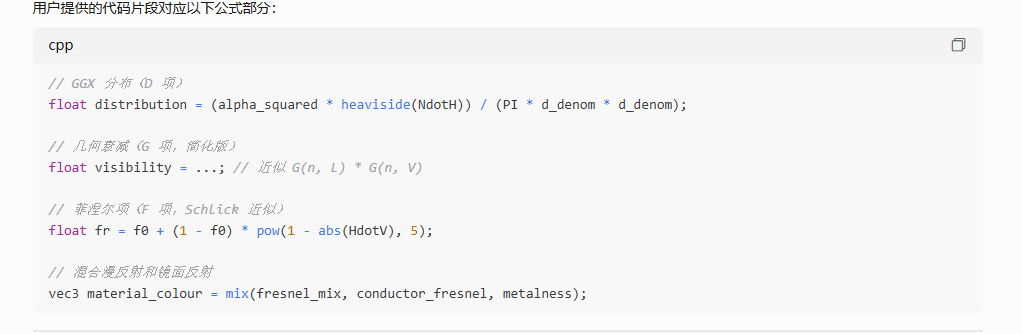 用户提供的代码片段对应以下公式部分：
cpp
// GGX 分布（D 项）
float distribution = (alpha_squared * heaviside(NdotH)) / (PI * d_denom * d_denom);
// 几何衰减（G 项，简化版）
float visibility = ...; // 近似 G(n, L) * G(n, V)
// 菲涅尔项（F 项，Schlick 近似）
float fr = f0 + (1 - f0) * pow(1 - abs(HdotV), 5);
// 混合漫反射和镜面反射
vec3 material_colour = mix(fresnel_mix, conductor_fresnel, metalness);